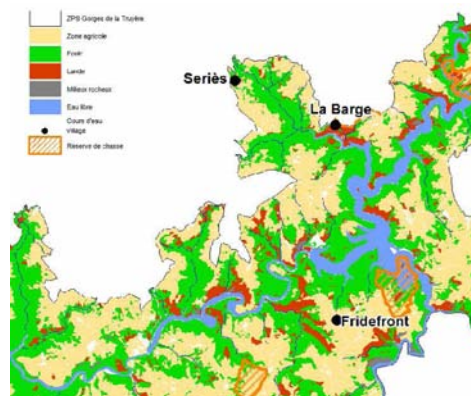 ZPS Gorges de la Truyère
Zone agricole
Forêt
Lande
Milieux rocheux
Eau libre
Cours d'eau
Village
Réserve de chasse
Seriès
La Barge
Fridefront